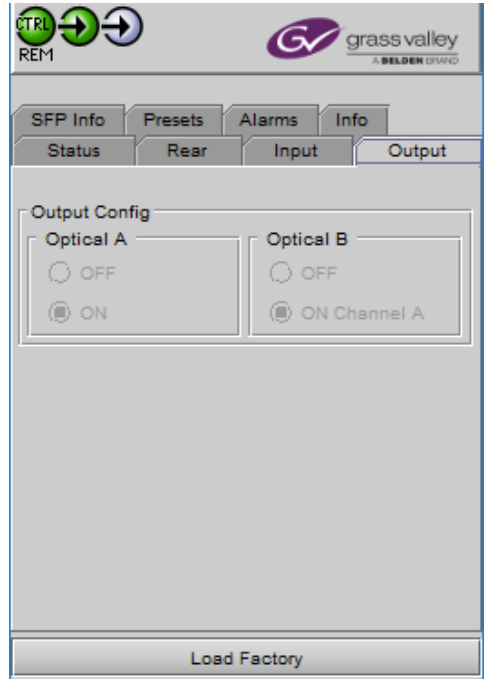 CTRL
REM
grass valley
A BELDEN BRAND
SFP Info Presets Alarms Info
Status Rear Input Output
Output Config
Optical A Optical B
OFF OFF
ON ON Channel A
Load Factory